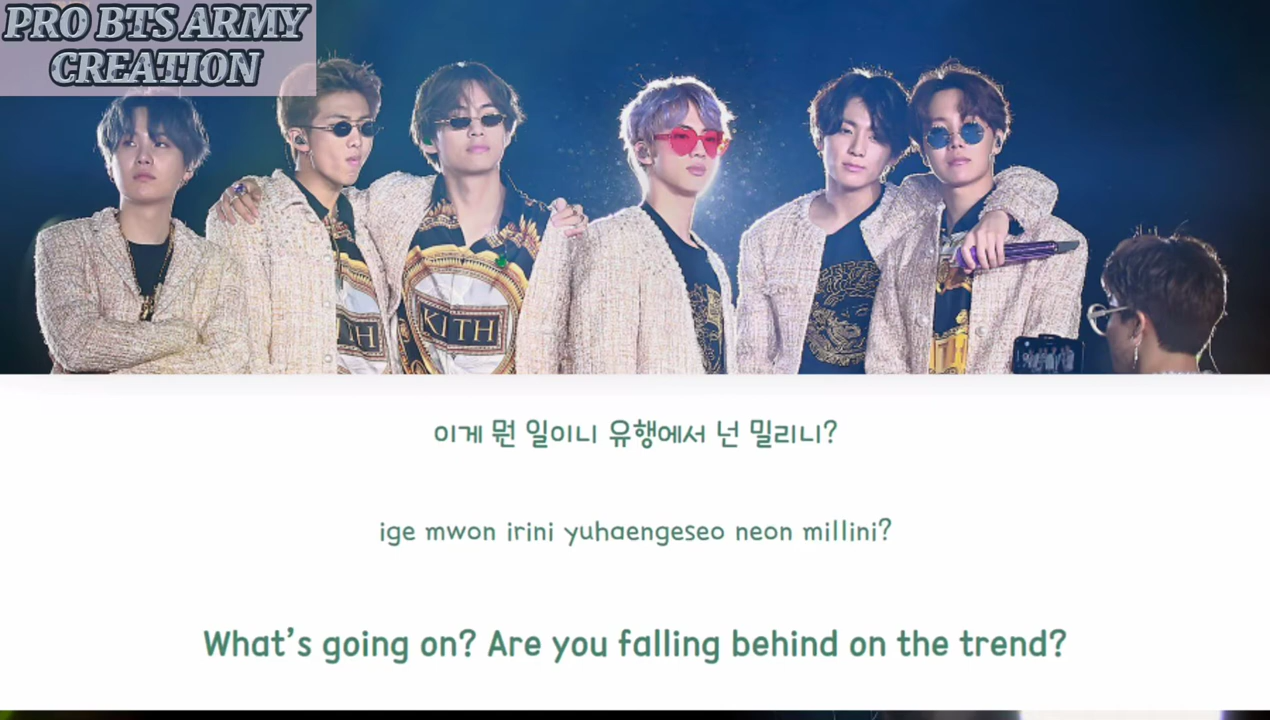 PRO BTS ARMY
CREATION
KITH
KITH
이게 뭔 일이니 유행에서 넌 밀리니?
ige mwon irini yuhaengeseo neon millini?
What's going on? Are you falling behind on the trend?